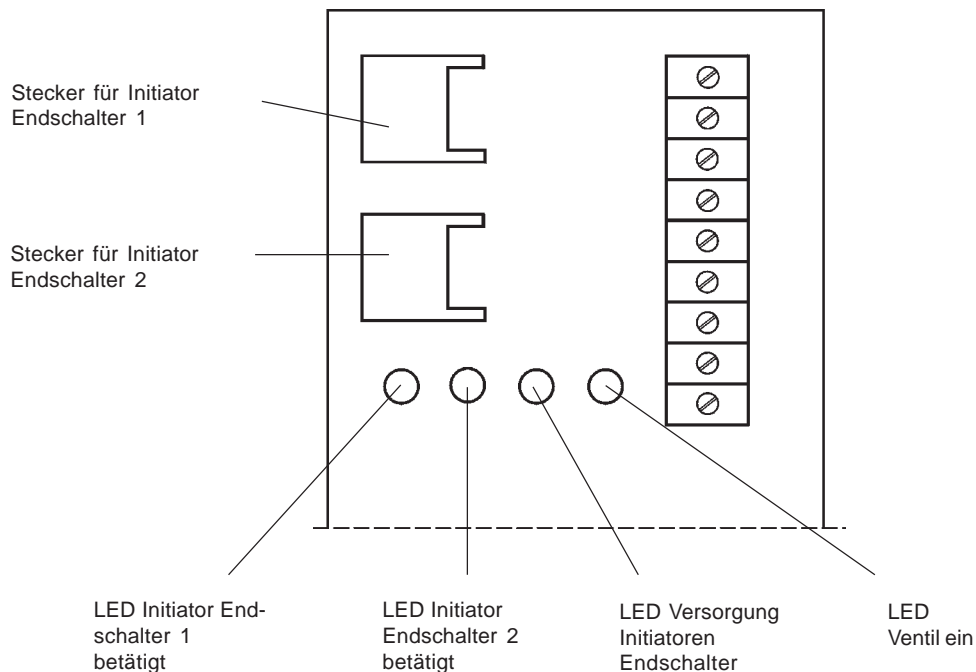 Stecker für Initiator
Endschalter 1
Stecker für Initiator
Endschalter 2
LED Initiator End-
schalter 1
betätigt
LED Initiator
Endschalter 2
betätigt
LED Versorgung
Initiatoren
Endschalter
LED
Ventil ein